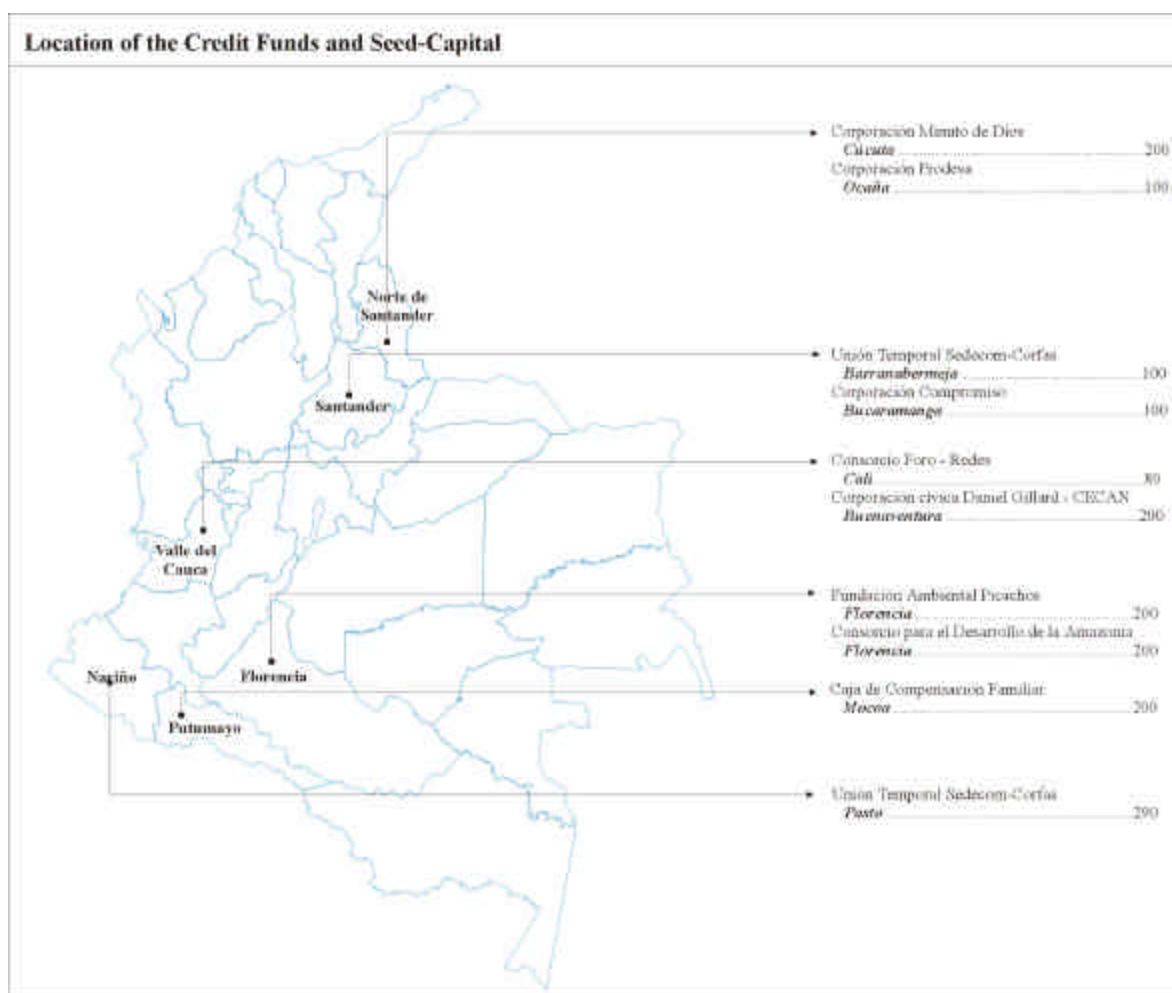 Location of the Credit Funds and Seed-Capital
Corporación Minuto de Dios
Cúcuta 200
Corporación Prodeva
Ocaña 100
Norte de
Santander
Unión Temporal Sedecom-Corfas
Barranabermeja 100
Corporación Compromiso
Bucaramanga 100
Santander
Consorcio Foro - Redes
Cali 80
Corporación cívica Daniel Gillard - CECAN
Buenaventura 200
Valle del
Cauca
Fundación Ambiental Picachos
Florencia 200
Consorcio para el Desarrollo de la Amazonia
Florencia 200
Nariño
Florencia
Caja de Compensación Familiar
Mocoa 200
Putumayo
Unión Temporal Sedecom-Corfas
Pasto 290